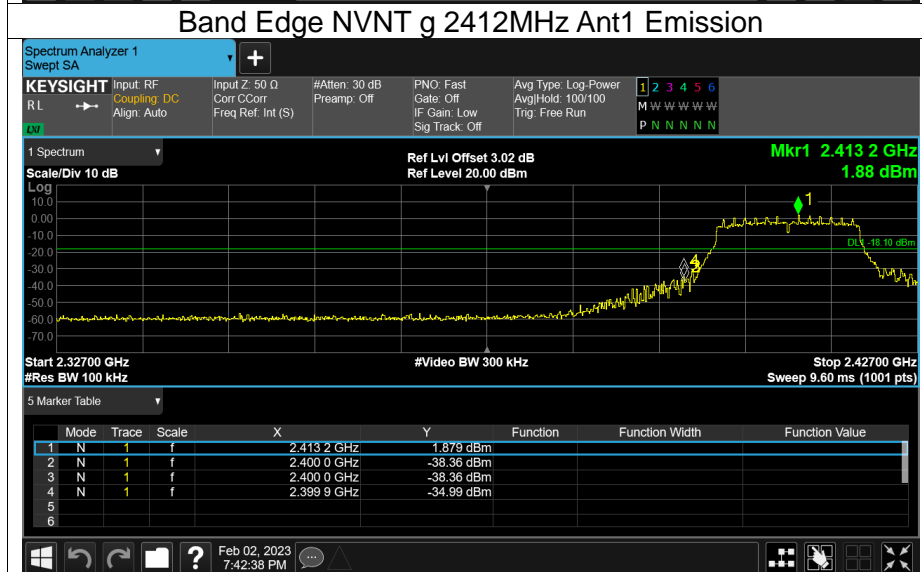 Band Edge NVNT g 2412MHz Ant1 Emission
Spectrum Analyzer 1
Swept SA
+
KEYSIGHT
R L
LXI
Input: RF
Coupling: DC
Align: Auto
Input Z: 50 Ω
Corr CCorr
Freq Ref: Int (S)
#Atten: 30 dB
Preamp: Off
PNO: Fast
Gate: Off
IF Gain: Low
Sig Track: Off
Avg Type: Log-Power
Avg|Hold: 100/100
Trig: Free Run
1 2 3 4 5 6
M W W W W W
P N N N N N
1 Spectrum
Scale/Div 10 dB
Ref Lvl Offset 3.02 dB
Ref Level 20.00 dBm
Mkr1 2.413 2 GHz
1.88 dBm
Log
10.0
0.00
-10.0
-20.0
-30.0
-40.0
-50.0
-60.0
-70.0
1
DL1 -18.10 dBm
4
Start 2.32700 GHz
#Video BW 300 kHz
Stop 2.42700 GHz
#Res BW 100 kHz
Sweep 9.60 ms (1001 pts)
5 Marker Table
Mode Trace Scale X Y Function Function Width Function Value
1 N 1 f 2.413 2 GHz 1.879 dBm
2 N 1 f 2.400 0 GHz -38.36 dBm
3 N 1 f 2.400 0 GHz -38.36 dBm
4 N 1 f 2.399 9 GHz -34.99 dBm
5
6
?
Feb 02, 2023
7:42:38 PM